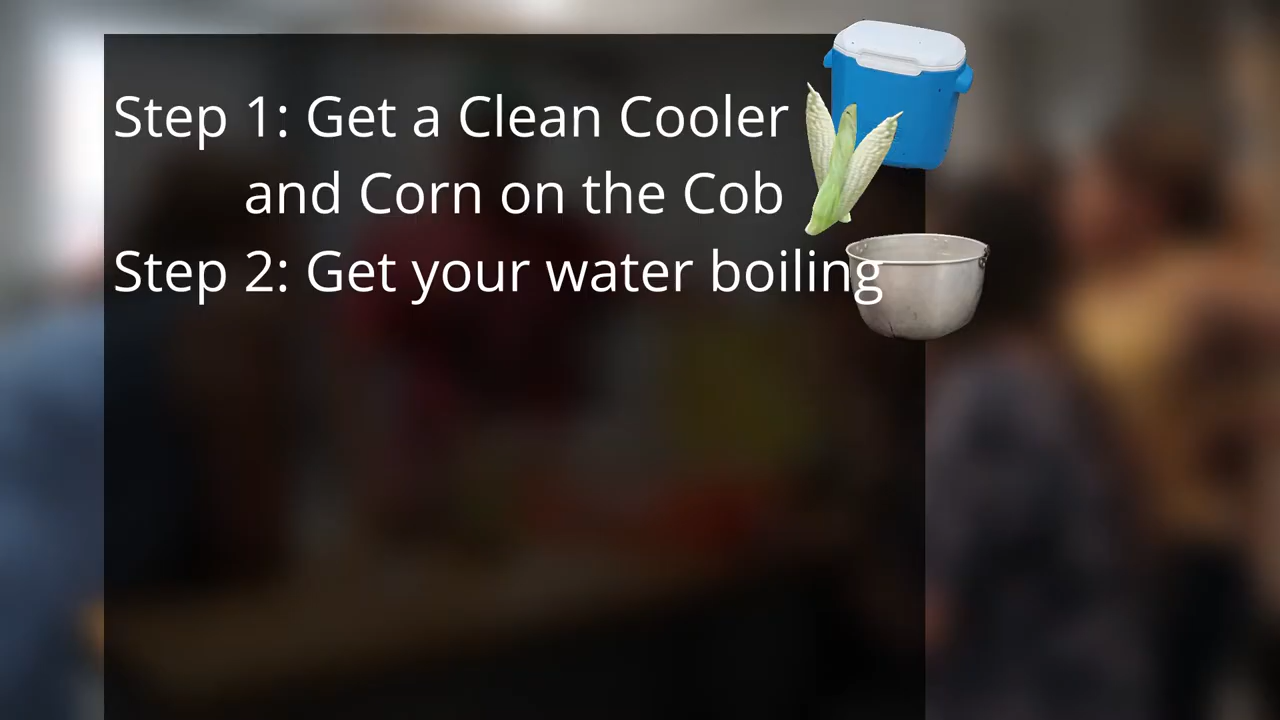 Step 1: Get a Clean Cooler
and Corn on the Cob
Step 2: Get your water boiling